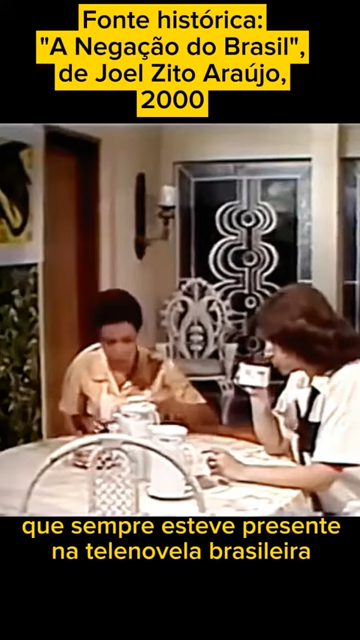 Fonte histórica:
"A Negação do Brasil",
de Joel Zito Araújo,
2000
que sempre esteve presente
na telenovela brasileira